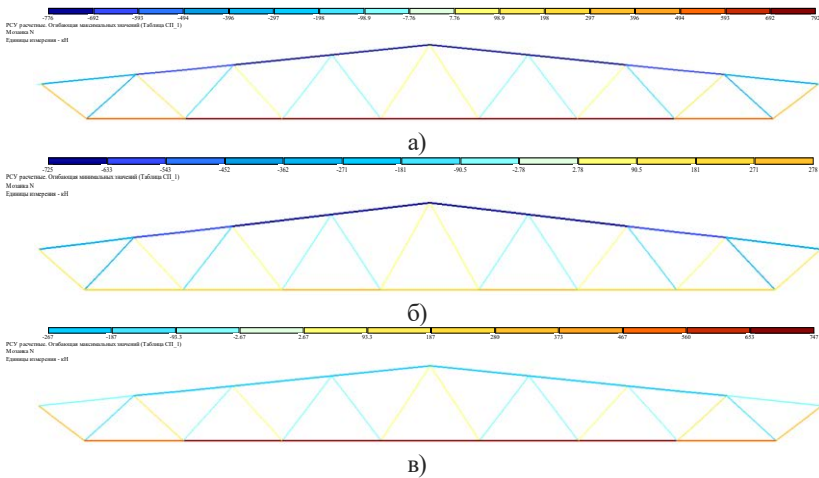 -776 -692 -593 -494 -396 -297 -198 -98.9 -7.76 7.76 98.9 198 297 396 494 593 692 792
РСУ расчетные. Огибающая максимальных значений (Таблица СП_1)
Мозаика N
Единицы измерения - кН
а)
-725 -633 -543 -452 -362 -271 -181 -90.5 -2.78 2.78 90.5 181 271 278
РСУ расчетные. Огибающая минимальных значений (Таблица СП_1)
Мозаика N
Единицы измерения - кН
б)
-267 -187 -93.3 -2.67 2.67 93.3 187 280 373 467 560 653 747
РСУ расчетные. Огибающая максимальных значений (Таблица СП_1)
Мозаика N
Единицы измерения - кН
в)